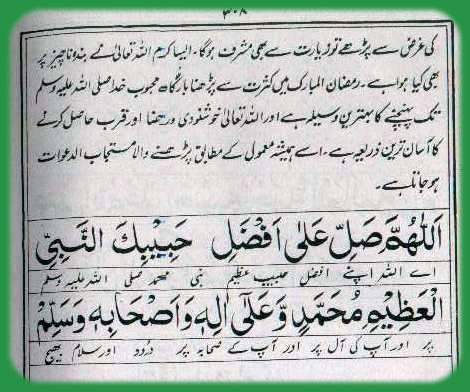 ۳۰۸
کی غرض سے پڑھے تو زیارت سے بھی مشرف ہوگا۔ ایسا کرم اللہ تعالیٰ نے بندۂ ناچیز پر
بھی کیا ہوا ہے۔ رمضان المبارک میں کثرت سے پڑھنا بارگاہ محبوب خدا صلی اللہ علیہ وسلم
تک پہنچنے کا بہترین وسیلہ ہے اور اللہ تعالیٰ خوشنودی و رضا اور قرب حاصل کرنے
کا آسان ترین ذریعہ ہے۔ اسے ہمیشہ معمول کے مطابق پڑھنے والا مستجاب الدعوات
ہو جاتا ہے۔
اَللّٰهُمَّ صَلِّ عَلٰى اَفْضَلِ حَبِيْبِكَ النَّبِيِّ
اے اللہ اپنے افضل حبیب عظیم نبی محمد صلی اللہ علیہ وسلم
الْعَظِيْمِ مُحَمَّدٍ وَّعَلٰٓى اٰلِهٖ وَاَصْحَابِهٖ وَسَلِّمْ
پر اور آپ کی آل پر اور آپ کے صحابہ پر درود اور سلام بھیج